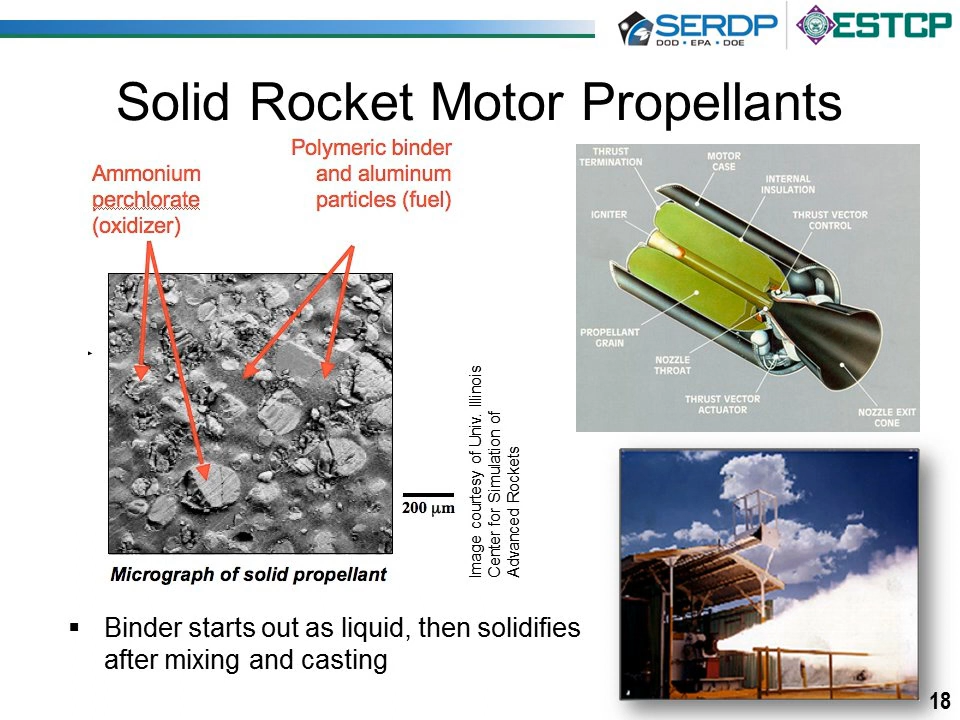 SERDP
DOD • EPA • DOE
ESTCP
Solid Rocket Motor Propellants
Ammonium
perchlorate
(oxidizer)
Polymeric binder
and aluminum
particles (fuel)
200 µm
Micrograph of solid propellant
Image courtesy of Univ. Illinois
Center for Simulation of
Advanced Rockets
THRUST
TERMINATION
MOTOR
CASE
INTERNAL
INSULATION
IGNITER
THRUST VECTOR
CONTROL
PROPELLANT
GRAIN
NOZZLE
THROAT
THRUST VECTOR
ACTUATOR
NOZZLE EXIT
CONE
▪ Binder starts out as liquid, then solidifies
after mixing and casting
18